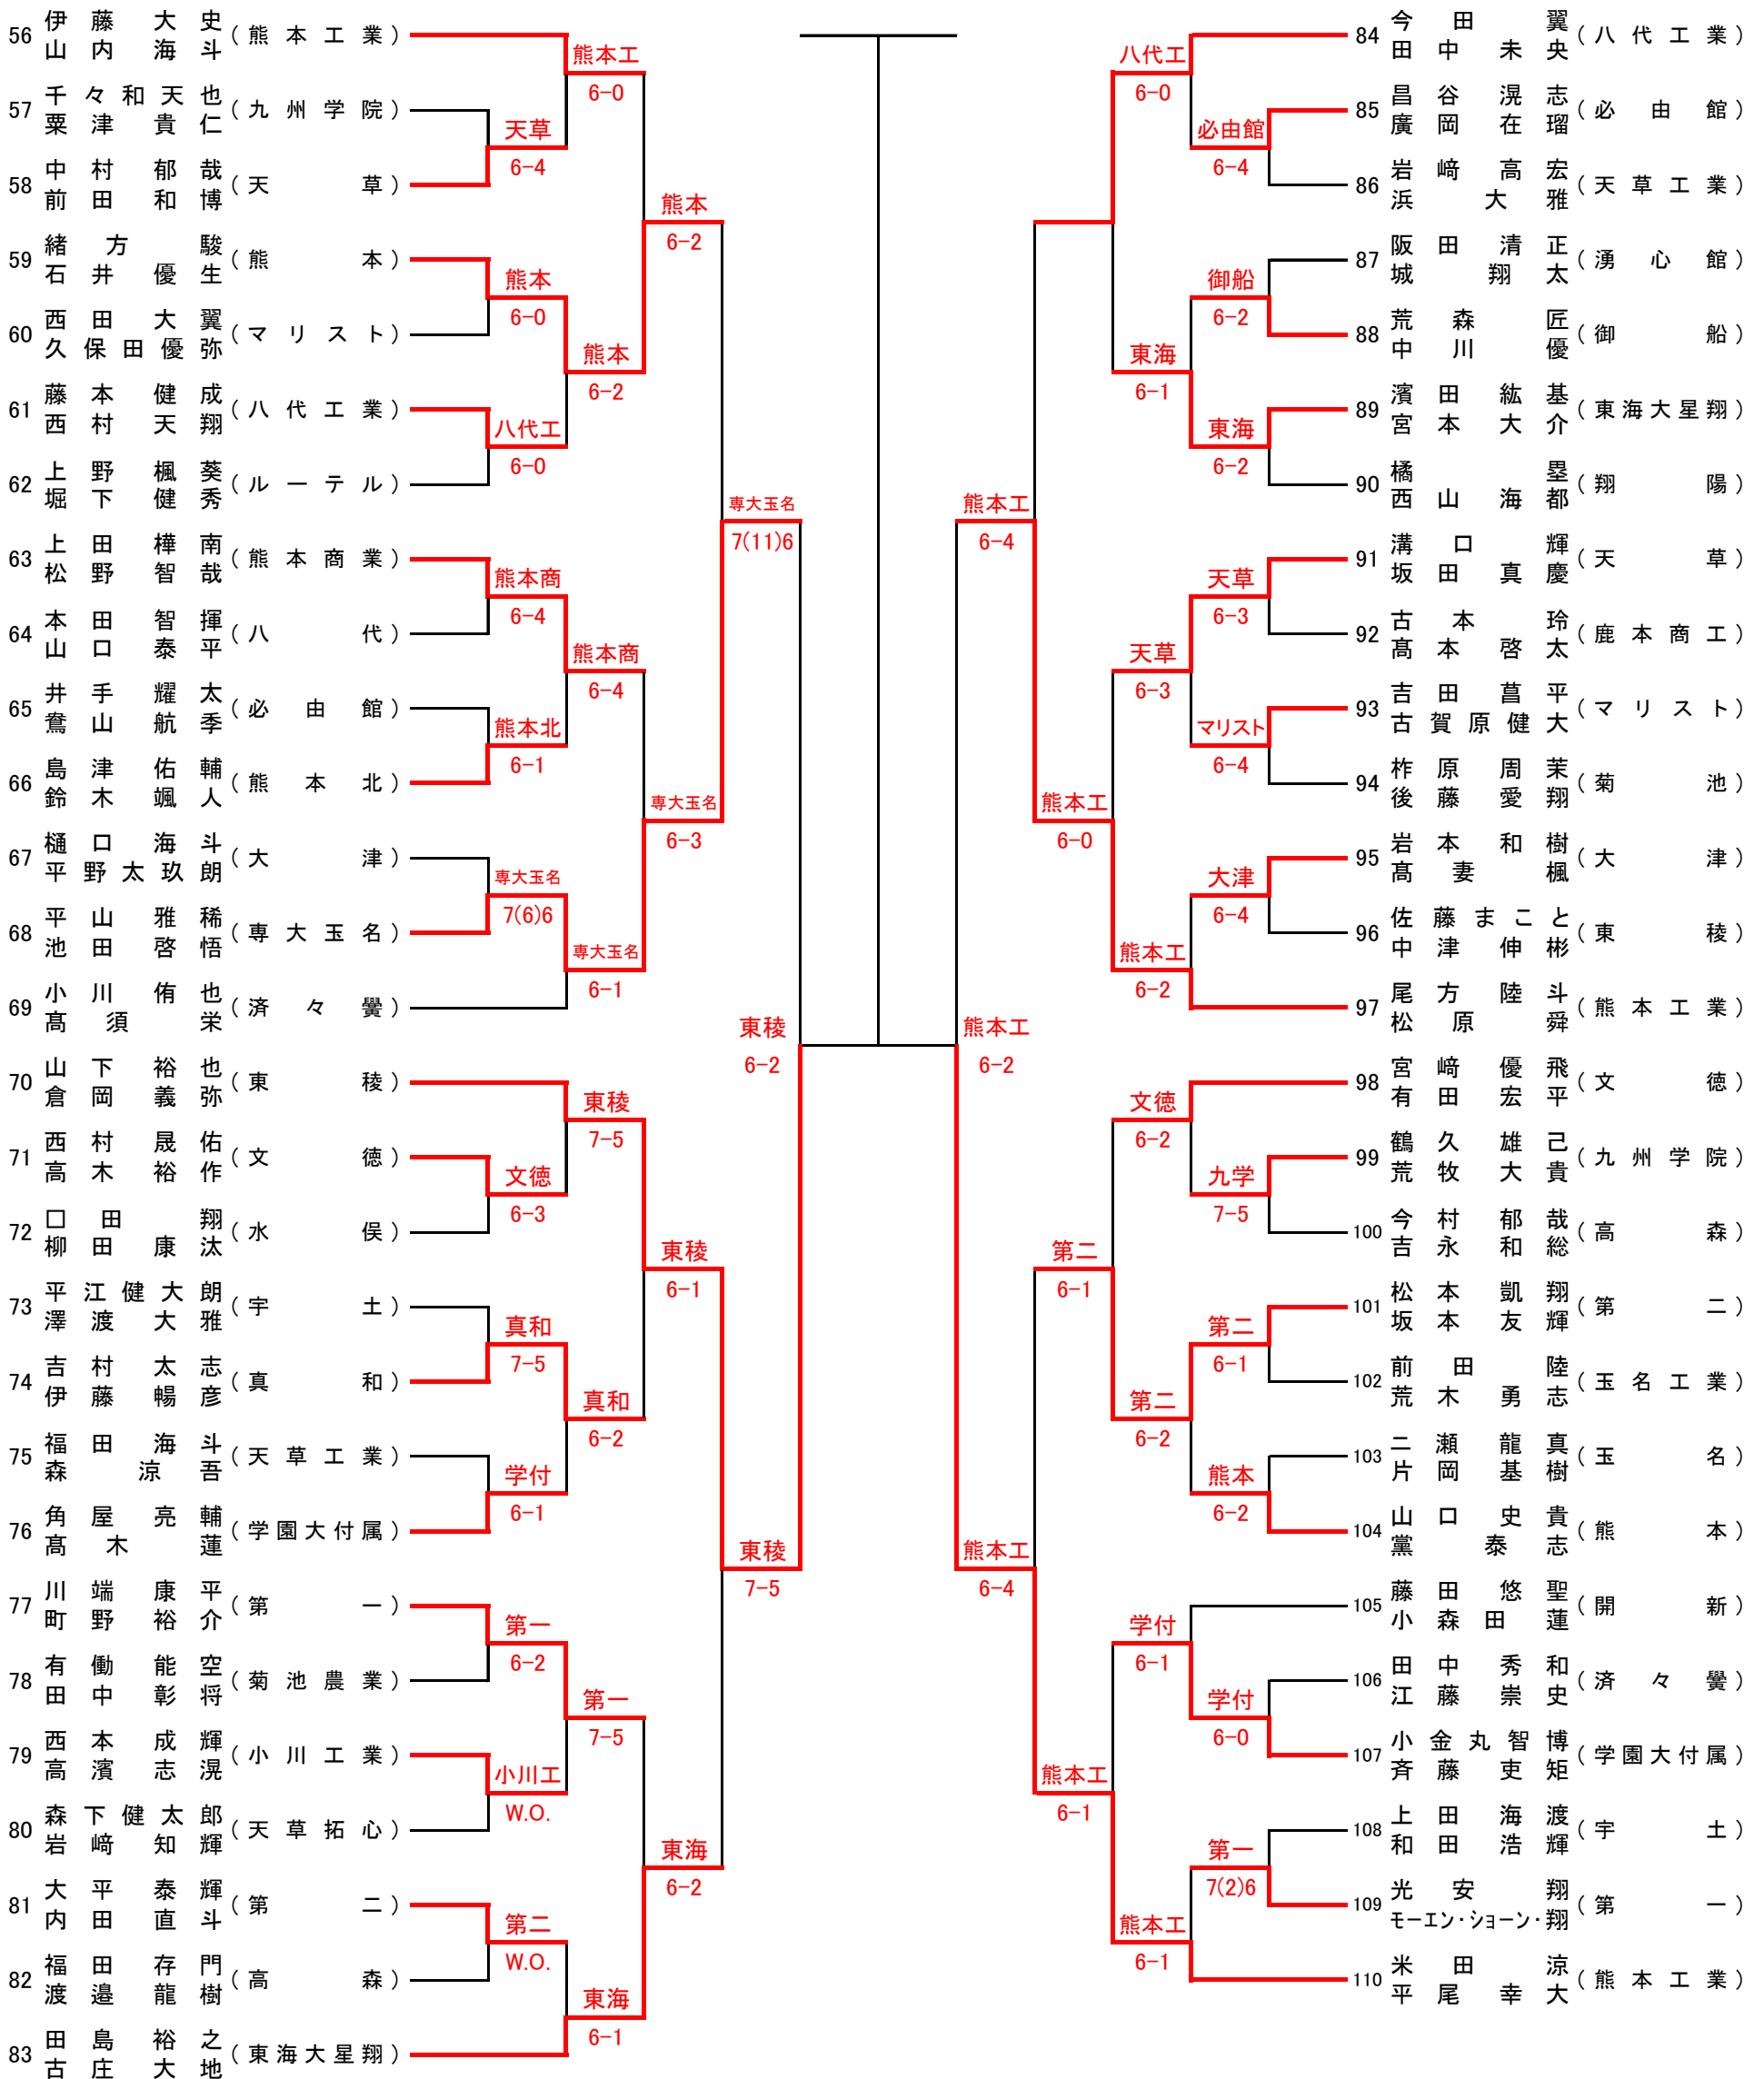 56 伊藤大史 山内海斗 (熊本工業)
57 千々和天也 粟津貴仁 (九州学院)
58 中村郁哉 前田和博 (天草)
59 緒方駿 石井優生 (熊本)
60 西田大翼 久保田優弥 (マリスト)
61 藤本健成 西村天翔 (八代工業)
62 上野楓葵 堀下健秀 (ルーテル)
63 上田樺南 松野智哉 (熊本商業)
64 本田智揮 山口泰平 (八代)
65 井手耀太 鴦山航季 (必由館)
66 島津佑輔 鈴木颯人 (熊本北)
67 樋口海斗 平野太玖朗 (大津)
68 平山雅稀 池田啓悟 (専大玉名)
69 小川侑也 髙須栄 (済々黌)
70 山下裕也 倉岡義弥 (東稜)
71 西村晟佑 高木裕作 (文徳)
72 口田翔 柳田康汰 (水俣)
73 平江健大朗 澤渡大雅 (宇土)
74 吉村太志 伊藤暢彦 (真和)
75 福田海斗 森涼吾 (天草工業)
76 角屋亮輔 髙木蓮 (学園大付属)
77 川端康平 町野裕介 (第一)
78 有働能空 田中彰将 (菊池農業)
79 西本成輝 高濱志滉 (小川工業)
80 森下健太郎 岩﨑知輝 (天草拓心)
81 大平泰輝 内田直斗 (第二)
82 福田存門 渡邉龍樹 (高森)
83 田島裕之 古庄大地 (東海大星翔)
熊本工
6-0
天草
6-4
熊本
6-2
熊本
6-0
熊本
6-2
八代工
6-0
専大玉名
7(11)6
熊本商
6-4
熊本商
6-4
熊本北
6-1
専大玉名
6-3
専大玉名
7(6)6
専大玉名
6-1
東稜
6-2
東稜
7-5
文徳
6-3
東稜
6-1
真和
7-5
真和
6-2
学付
6-1
東稜
7-5
第一
6-2
第一
7-5
小川工
W.O.
東海
6-2
第二
W.O.
東海
6-1
八代工
6-0
必由館
6-4
御船
6-2
東海
6-1
東海
6-2
熊本工
6-4
天草
6-3
天草
6-3
マリスト
6-4
熊本工
6-0
大津
6-4
熊本工
6-2
熊本工
6-2
文徳
6-2
九学
7-5
第二
6-1
第二
6-1
第二
6-2
熊本
6-2
熊本工
6-4
学付
6-1
学付
6-0
熊本工
6-1
第一
7(2)6
熊本工
6-1
84 今田翼 田中未央 (八代工業)
85 昌谷滉志 廣岡在瑠 (必由館)
86 岩﨑高宏 浜大雅 (天草工業)
87 阪田清正 城翔太 (湧心館)
88 荒森匠 中川優 (御船)
89 濱田紘基 宮本大介 (東海大星翔)
90 橘塁 西山海都 (翔陽)
91 溝口輝 坂田真慶 (天草)
92 古本玲 髙本啓太 (鹿本商工)
93 吉田菖平 古賀原健大 (マリスト)
94 柞原周茉 後藤愛翔 (菊池)
95 岩本和樹 髙妻楓 (大津)
96 佐藤まこと 中津伸彬 (東稜)
97 尾方陸斗 松原舜 (熊本工業)
98 宮﨑優飛 有田宏平 (文徳)
99 鶴久雄己 荒牧大貴 (九州学院)
100 今村郁哉 吉永和総 (高森)
101 松本凱翔 坂本友輝 (第二)
102 前田陸 荒木勇志 (玉名工業)
103 二瀬龍真 片岡基樹 (玉名)
104 山口史貴 黨泰志 (熊本)
105 藤田悠聖 小森田蓮 (開新)
106 田中秀和 江藤崇史 (済々黌)
107 小金丸智博 斉藤吏矩 (学園大付属)
108 上田海渡 和田浩輝 (宇土)
109 光安翔 モーエン・ショーン・翔 (第一)
110 米田涼 平尾幸大 (熊本工業)